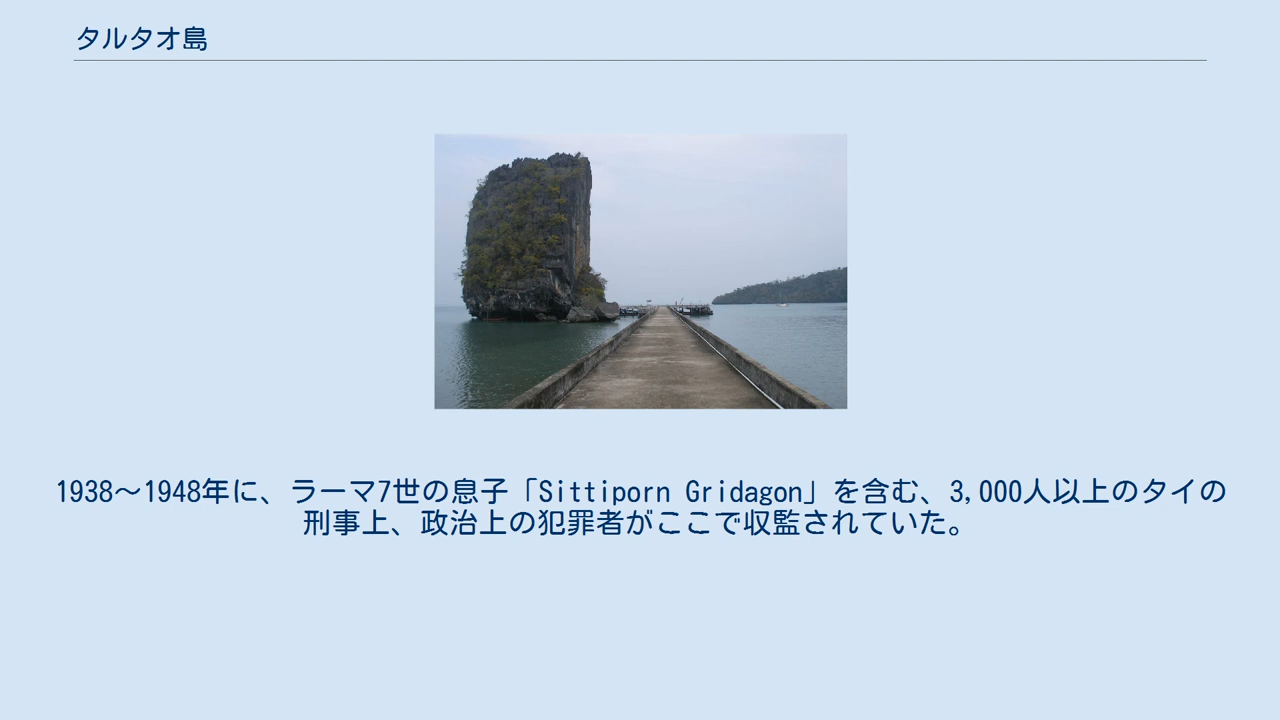 タルタオ島
1938～1948年に、ラーマ7世の息子「Sittiporn Gridagon」を含む、3,000人以上のタイの
刑事上、政治上の犯罪者がここで収監されていた。